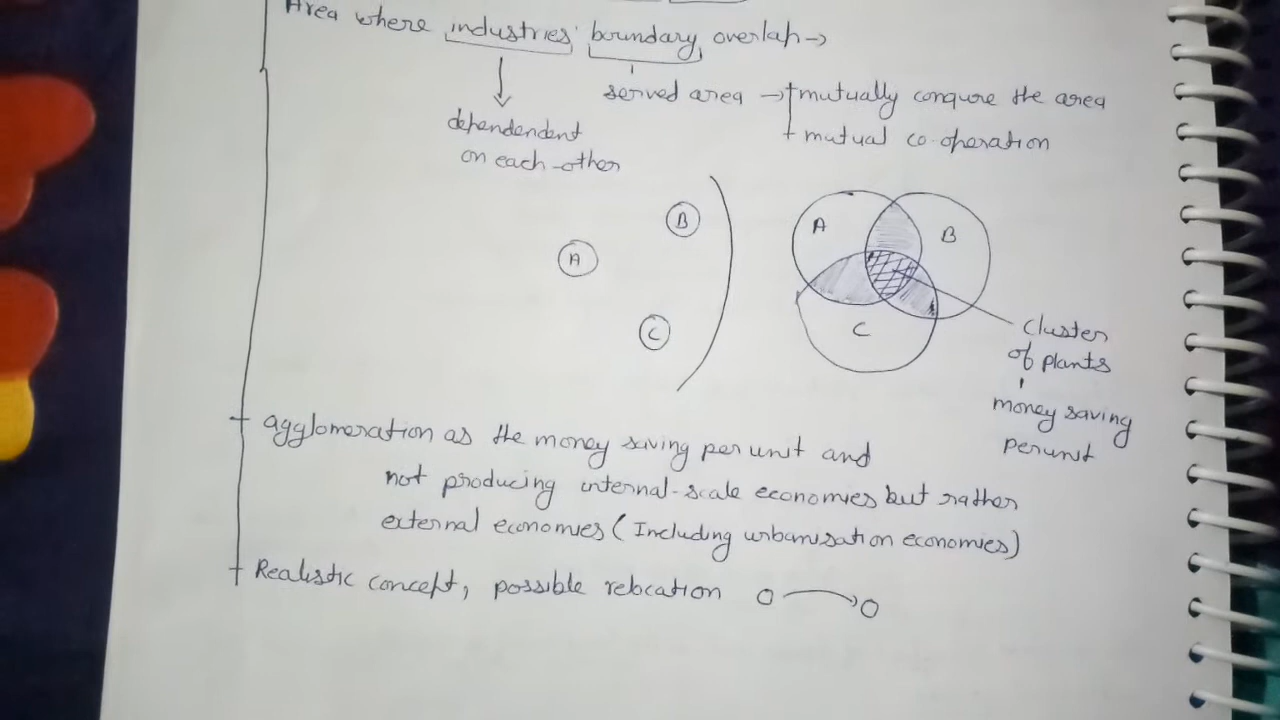 Area where industries boundary overlap →
served area → + mutually conqure the area
+ mutual co-operation
dependendent
on each-other
A
B
C
A
B
C
cluster
of plants
money saving
per unit
+ agglomeration as the money saving per unit and
not producing internal-scale economies but rather
external economies (Including urbanisation economies)
+ Realistic concept, possible relocation